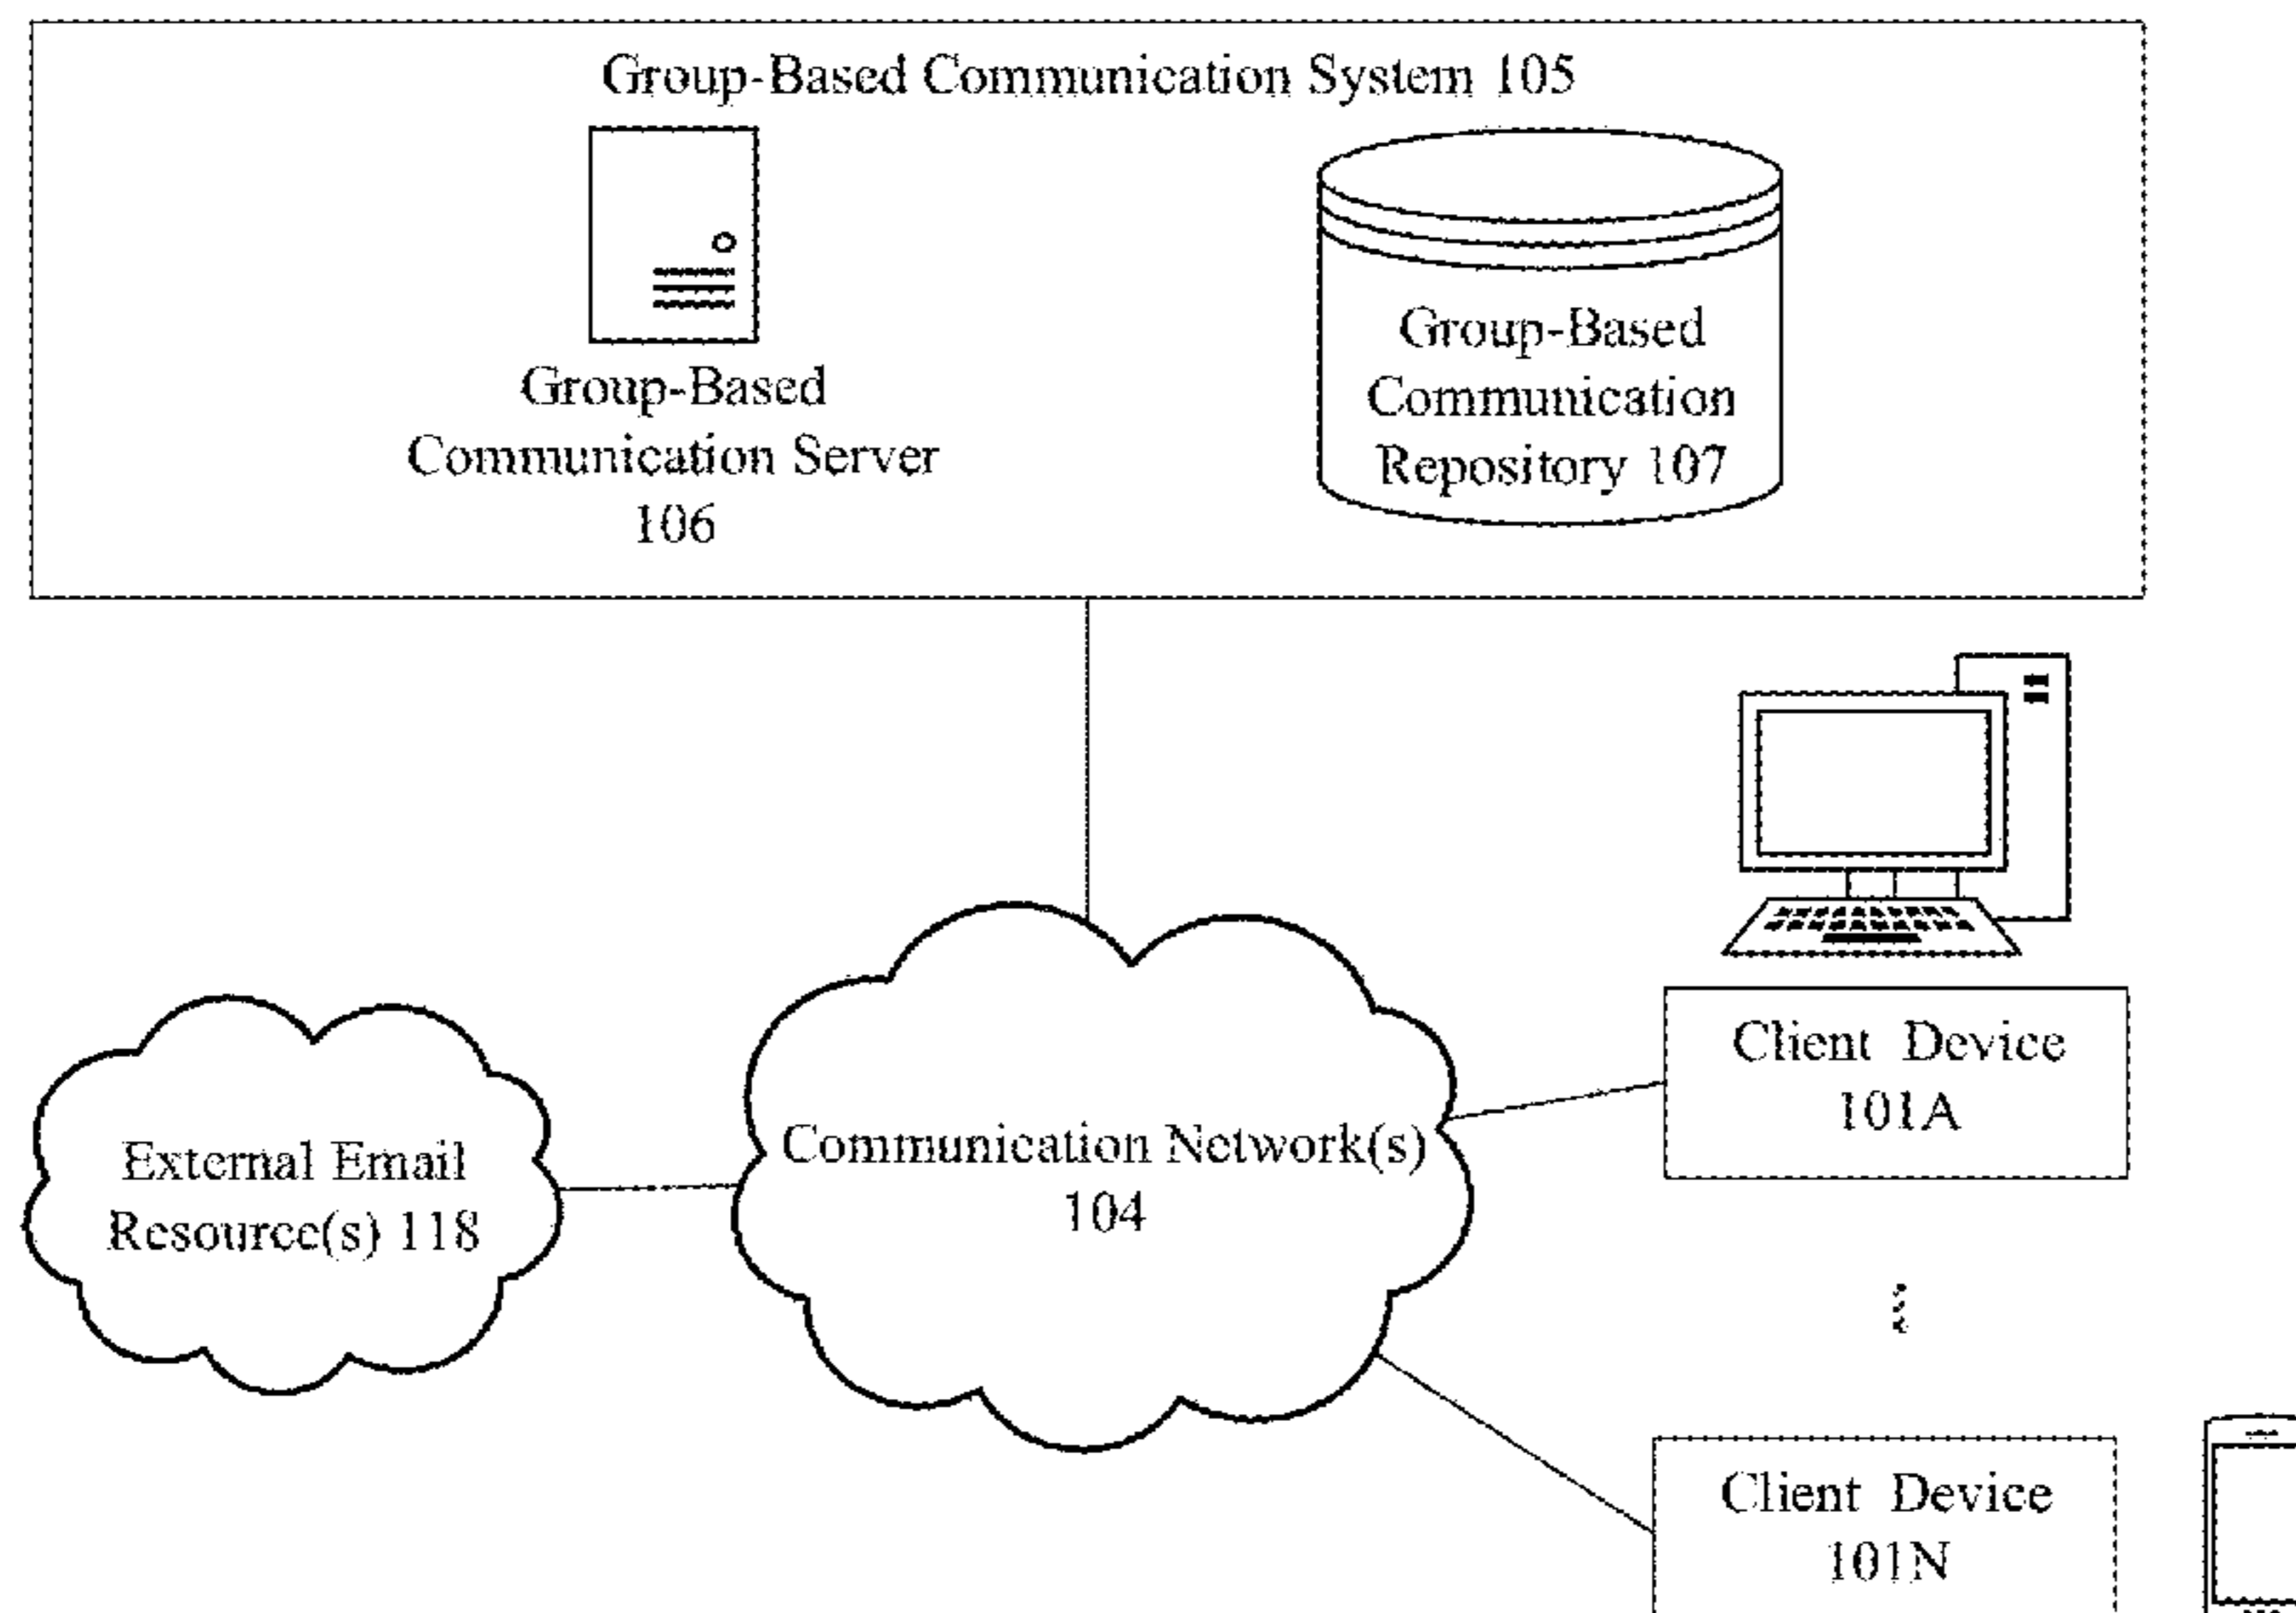 Group-Based Communication System 105
Group-Based
Communication Server
106
Group-Based
Communication
Repository 107
External Email
Resource(s) 118
Communication Network(s)
104
Client Device
101A
Client Device
101N